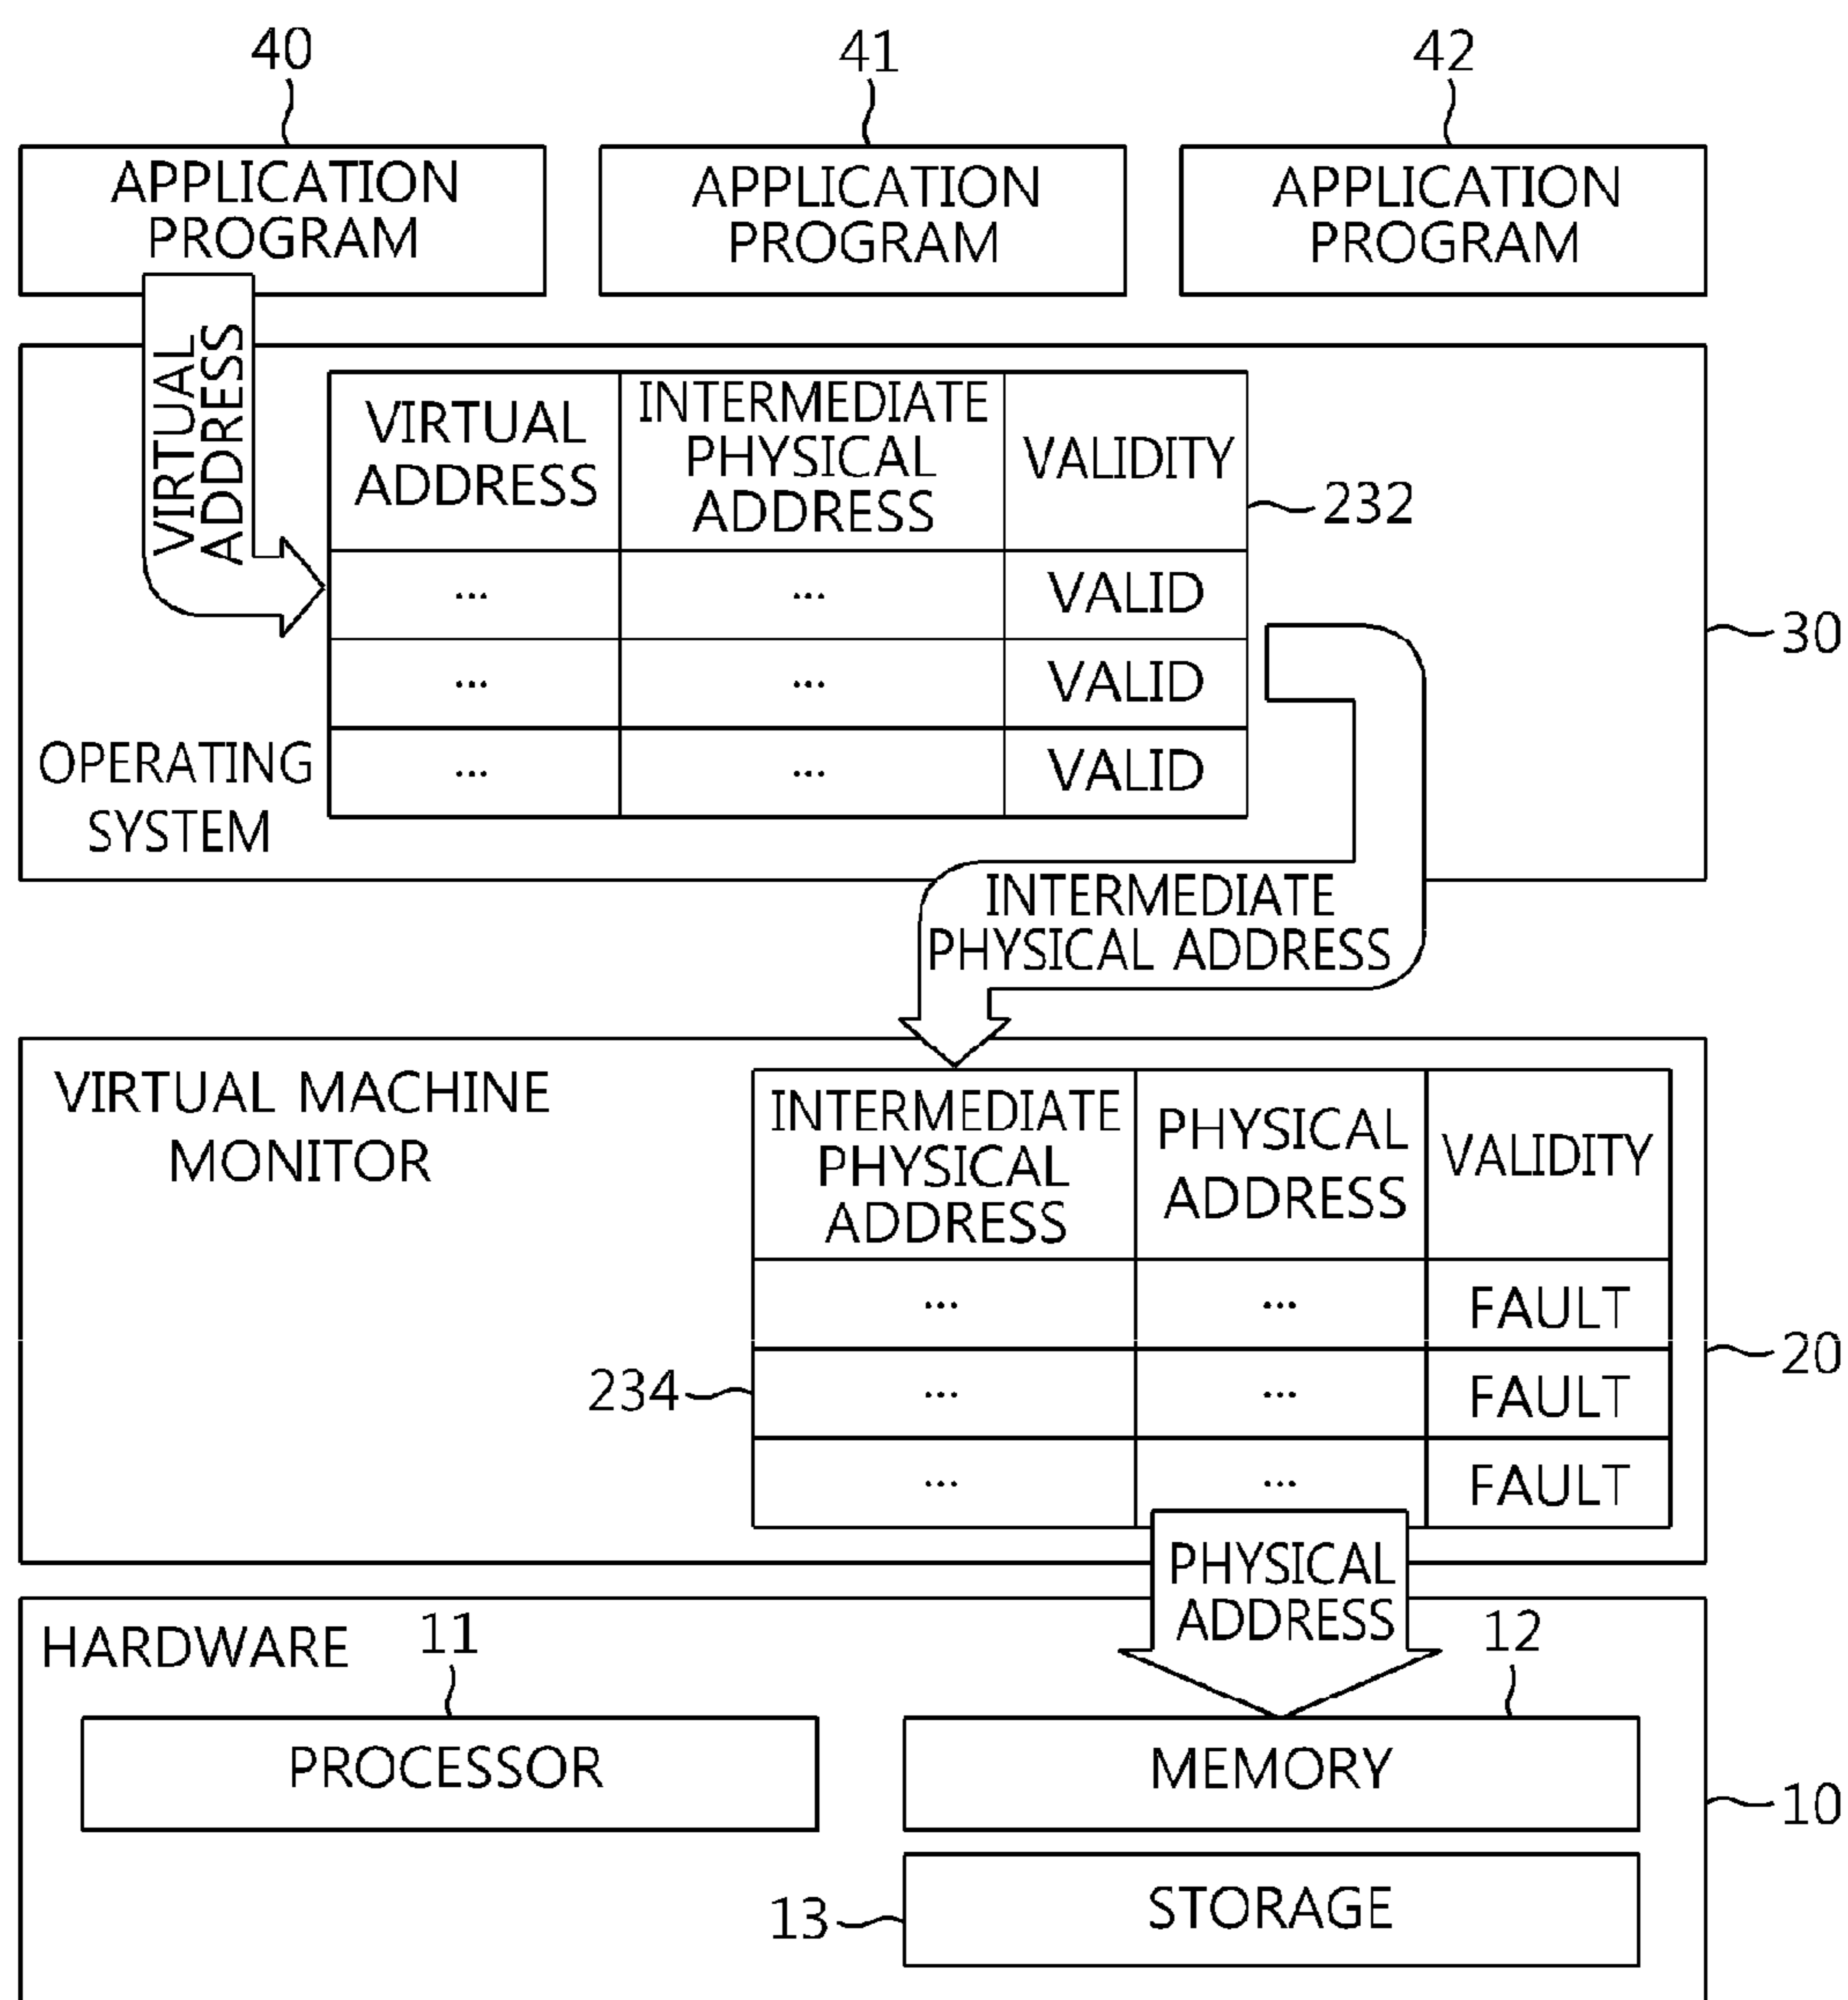 40
41
42
APPLICATION
PROGRAM
APPLICATION
PROGRAM
APPLICATION
PROGRAM
VIRTUAL
ADDRESS
VIRTUAL
ADDRESS
INTERMEDIATE
PHYSICAL
ADDRESS
VALIDITY
232
... ... VALID
30
... ... VALID
... ... VALID
OPERATING
SYSTEM
INTERMEDIATE
PHYSICAL ADDRESS
VIRTUAL MACHINE
MONITOR
INTERMEDIATE
PHYSICAL
ADDRESS
PHYSICAL
ADDRESS
VALIDITY
... ... FAULT
20
234
... ... FAULT
... ... FAULT
PHYSICAL
ADDRESS
HARDWARE
11
12
PROCESSOR
MEMORY
10
13
STORAGE